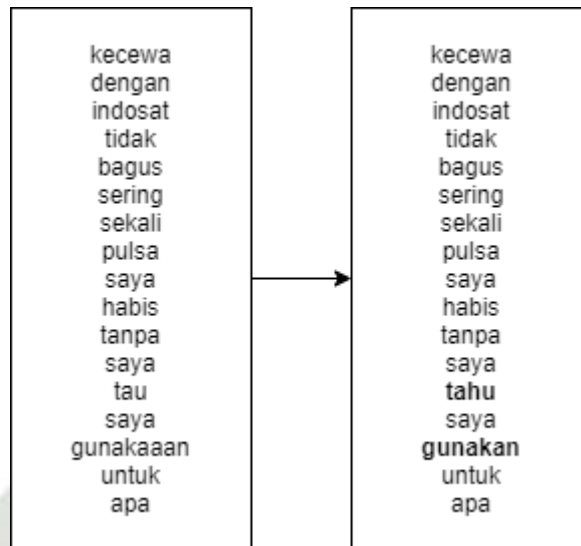 kecewa
dengan
indosat
tidak
bagus
sering
sekali
pulsa
saya
habis
tanpa
saya
tau
saya
gunakaaan
untuk
apa
kecewa
dengan
indosat
tidak
bagus
sering
sekali
pulsa
saya
habis
tanpa
saya
tahu
saya
gunakan
untuk
apa